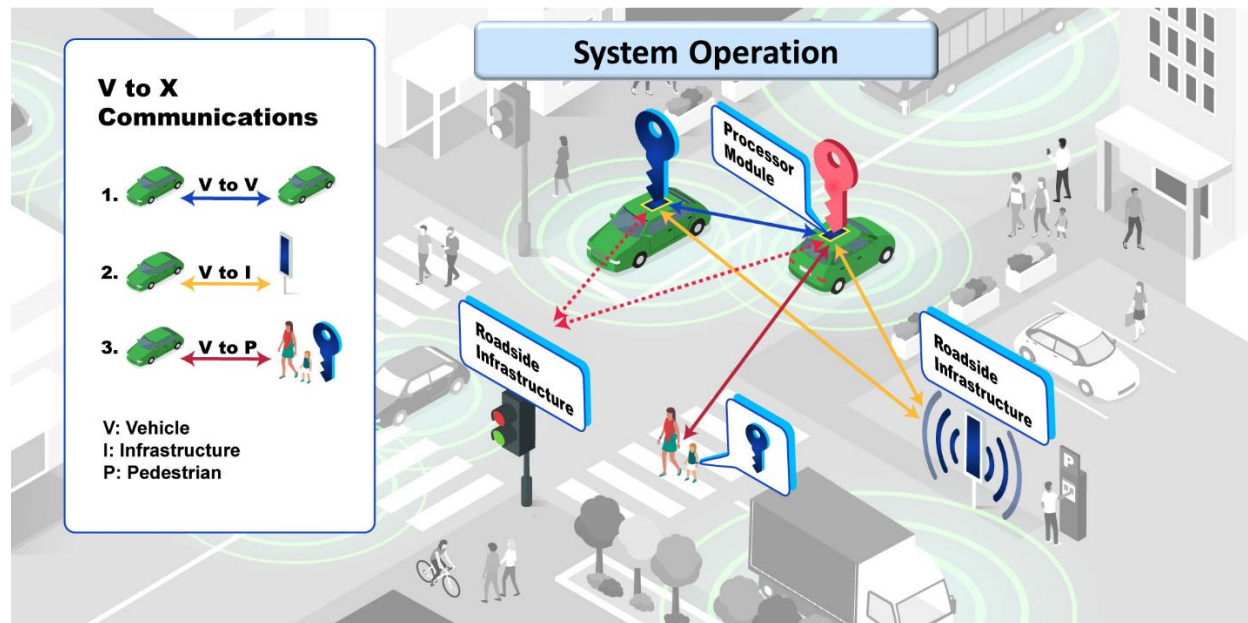 System Operation
V to X
Communications
1. V to V
2. V to I
3. V to P
V: Vehicle
I: Infrastructure
P: Pedestrian
Processor
Module
Roadside
Infrastructure
Roadside
Infrastructure
P